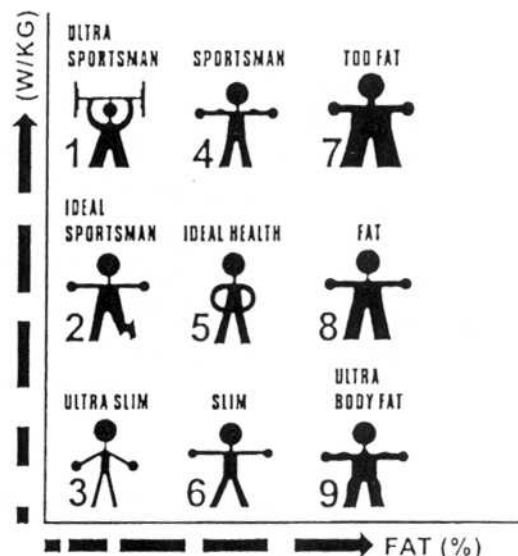 (W/KG)
ULTRA
SPORTSMAN
SPORTSMAN
TOO FAT
1
4
7
IDEAL
SPORTSMAN
IDEAL HEALTH
FAT
2
5
8
ULTRA SLIM
SLIM
ULTRA
BODY FAT
3
6
9
FAT (%)